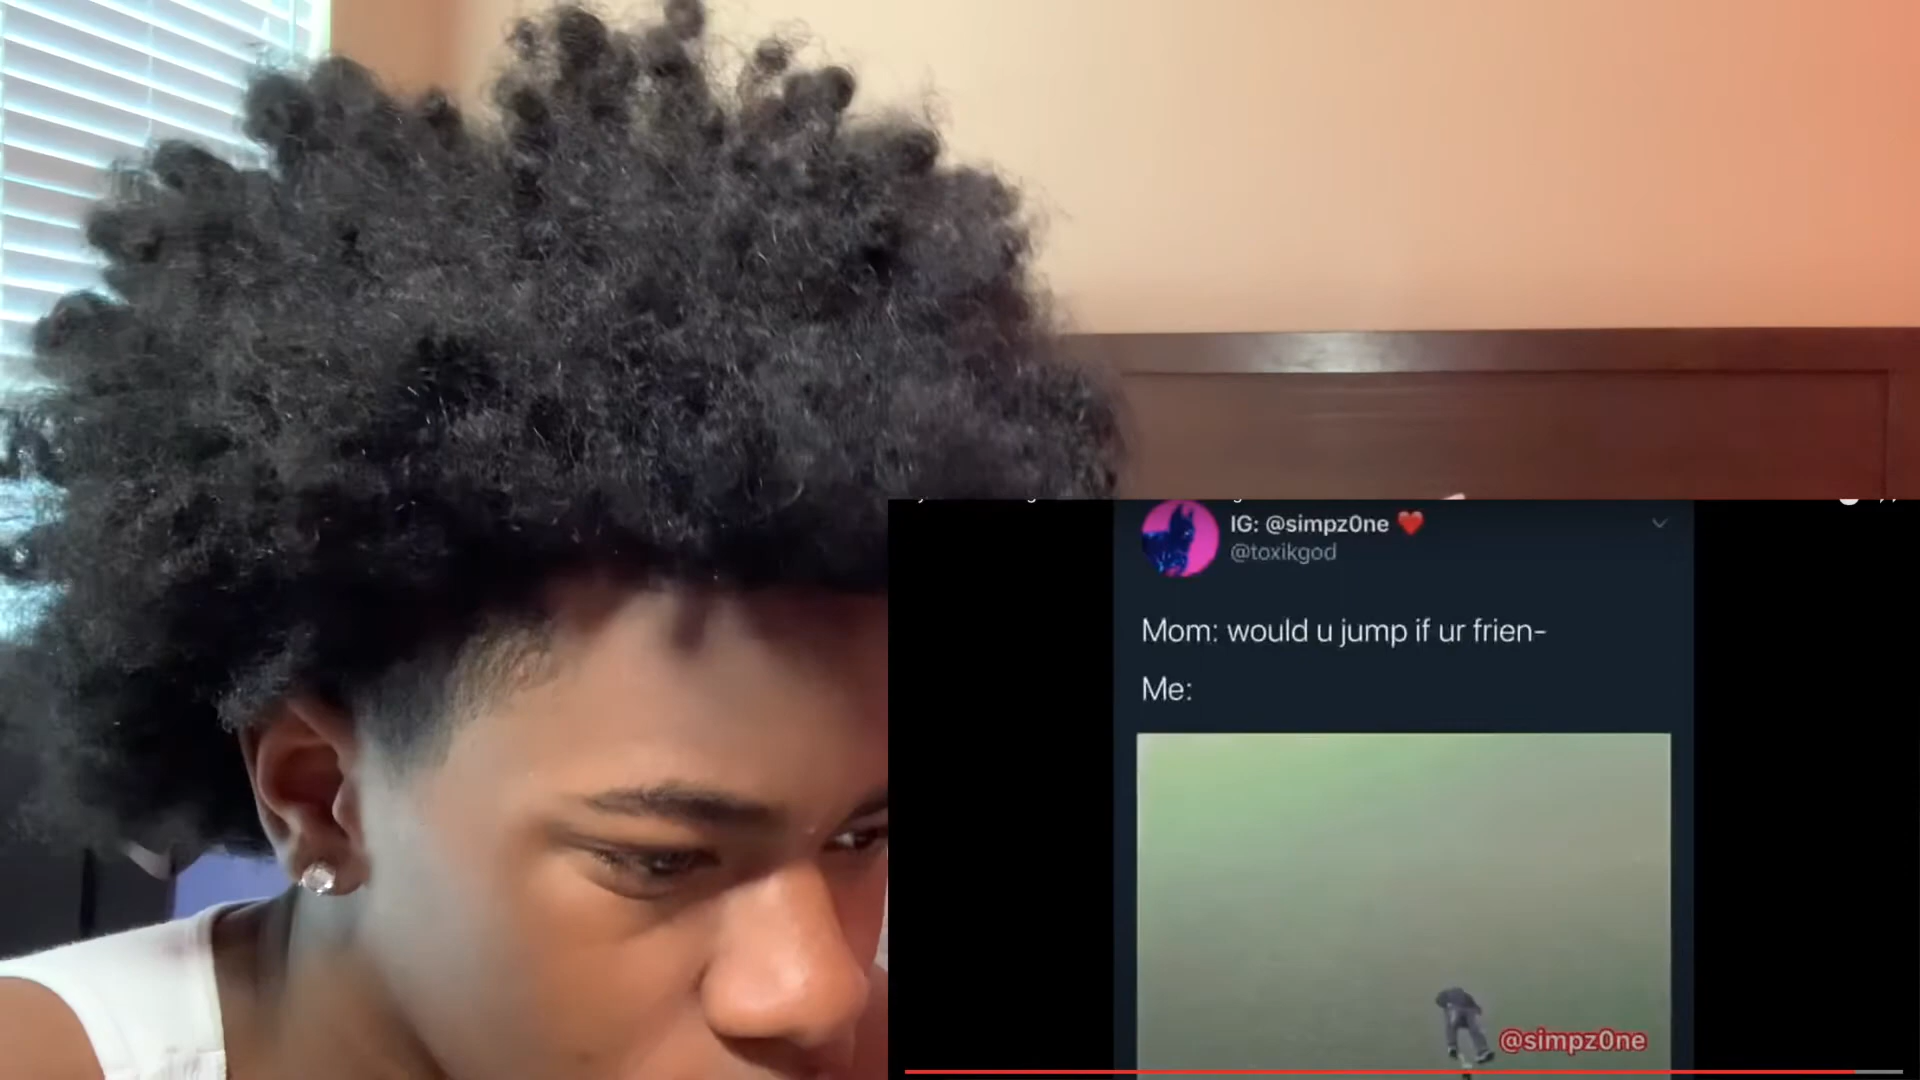 IG: @simpz0ne ❤️
@toxikgod
Mom: would u jump if ur frien-
Me:
@simpz0ne